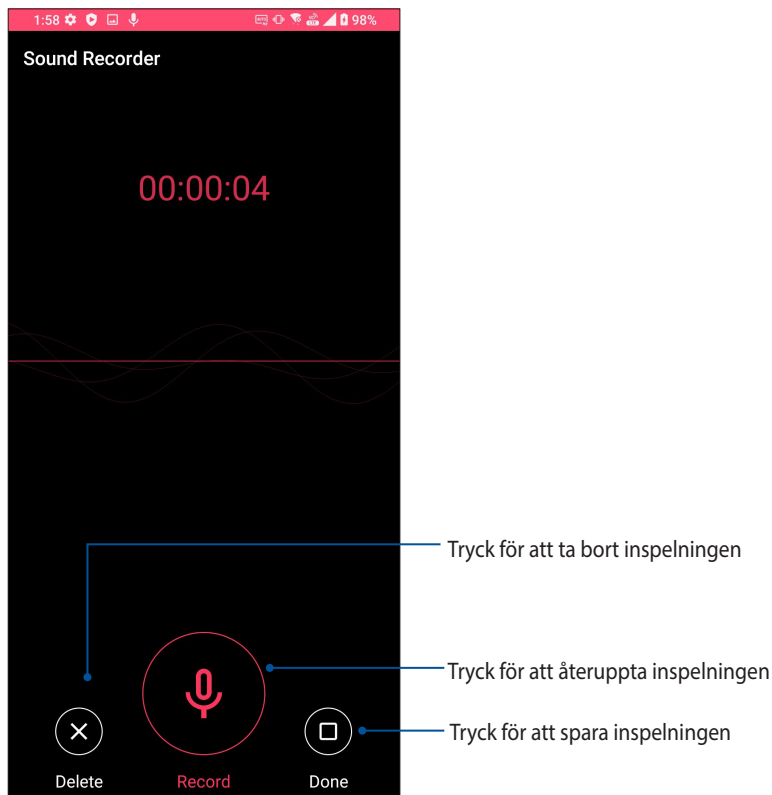 1:58 98%
Sound Recorder
00:00:04
Tryck för att ta bort inspelningen
Tryck för att återuppta inspelningen
Tryck för att spara inspelningen
Delete Record Done